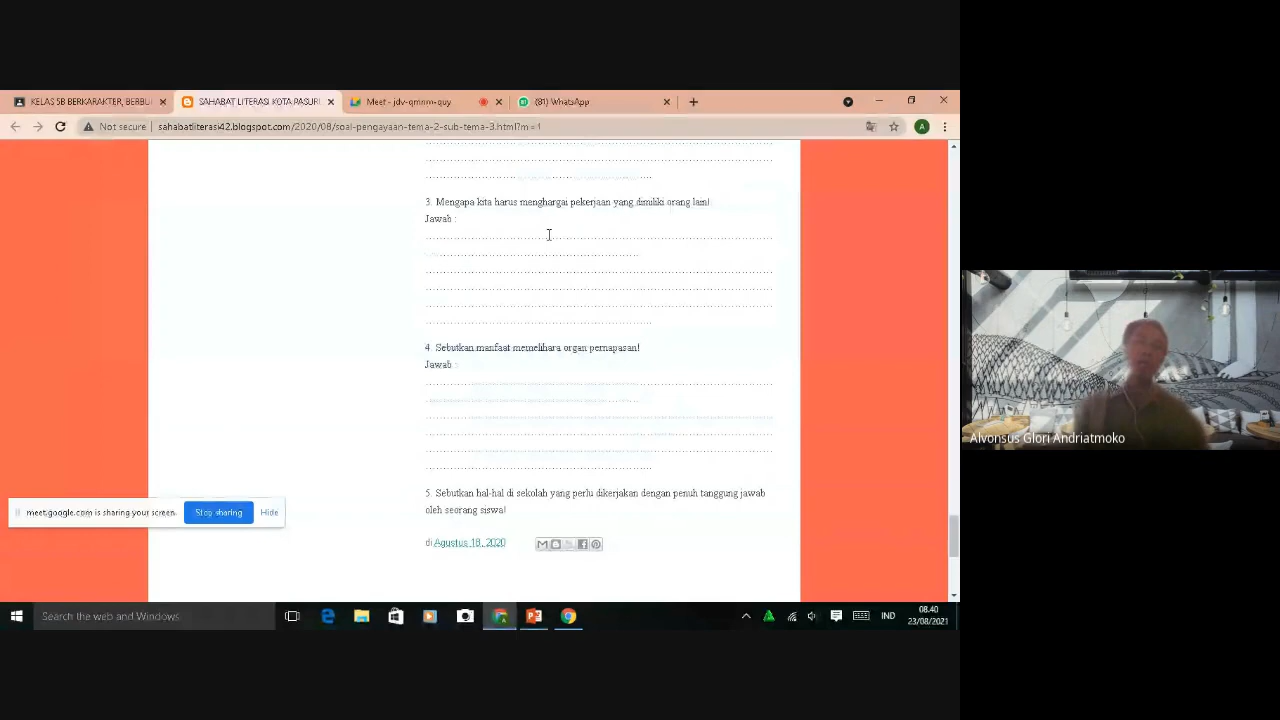 KELAS 5B BERKARAKTER, BERBU
SAHABAT LITERASI KOTA PASURU
Meet - jdv-qmnm-quy
(81) WhatsApp
Not secure
sahabatliterasi42.blogspot.com/2020/08/soal-pengayaan-tema-2-sub-tema-3.html?m=1
A
3. Mengapa kita harus menghargai pekerjaan yang dimiliki orang lain!
Jawab :
4. Sebutkan manfaat memelihara organ pernapasan!
Jawab :
5. Sebutkan hal-hal di sekolah yang perlu dikerjakan dengan penuh tanggung jawab
oleh seorang siswa!
di Agustus 18, 2020
meet.google.com is sharing your screen.
Stop sharing
Hide
Alvonsus Glori Andriatmoko
Search the web and Windows
IND
08.40
23/08/2021